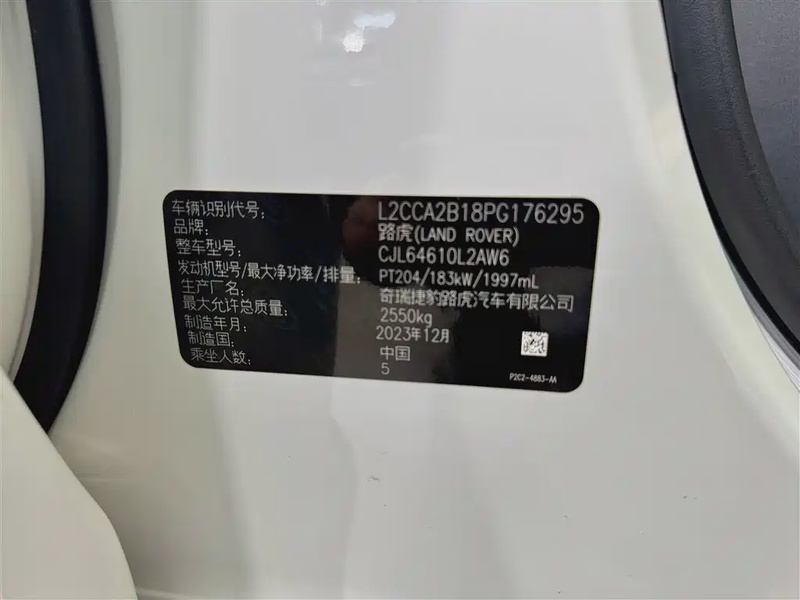 车辆识别代号: L2CCA2B18PG176295
品牌: 路虎(LAND ROVER)
整车型号: CJL6461OL2AW6
发动机型号/最大净功率/排量: PT204/183kW/1997mL
生产厂名: 奇瑞捷豹路虎汽车有限公司
最大允许总质量: 2550kg
制造年月: 2023年12月
制造国: 中国
乘坐人数: 5
P2C2-4883-AA